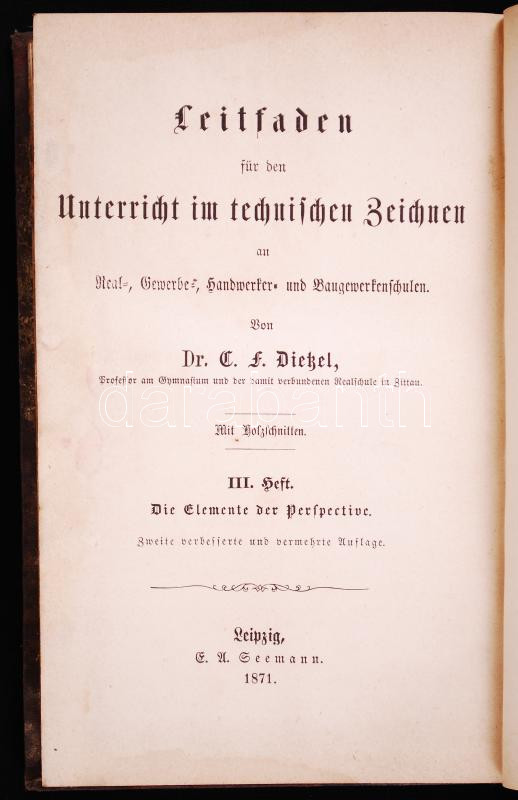 Leitfaden
für den
Unterricht im technischen Zeichnen
an
Real-, Gewerbe-, Handwerker- und Baugewerkenschulen.
Von
Dr. C. F. Dietzel,
Professor am Gymnasium und der damit verbundenen Realschule in Zittau.
darabanth
Mit Holzschnitten.
III. Heft.
Die Elemente der Perspective.
Zweite verbesserte und vermehrte Auflage.
Leipzig,
E. A. Seemann.
1871.